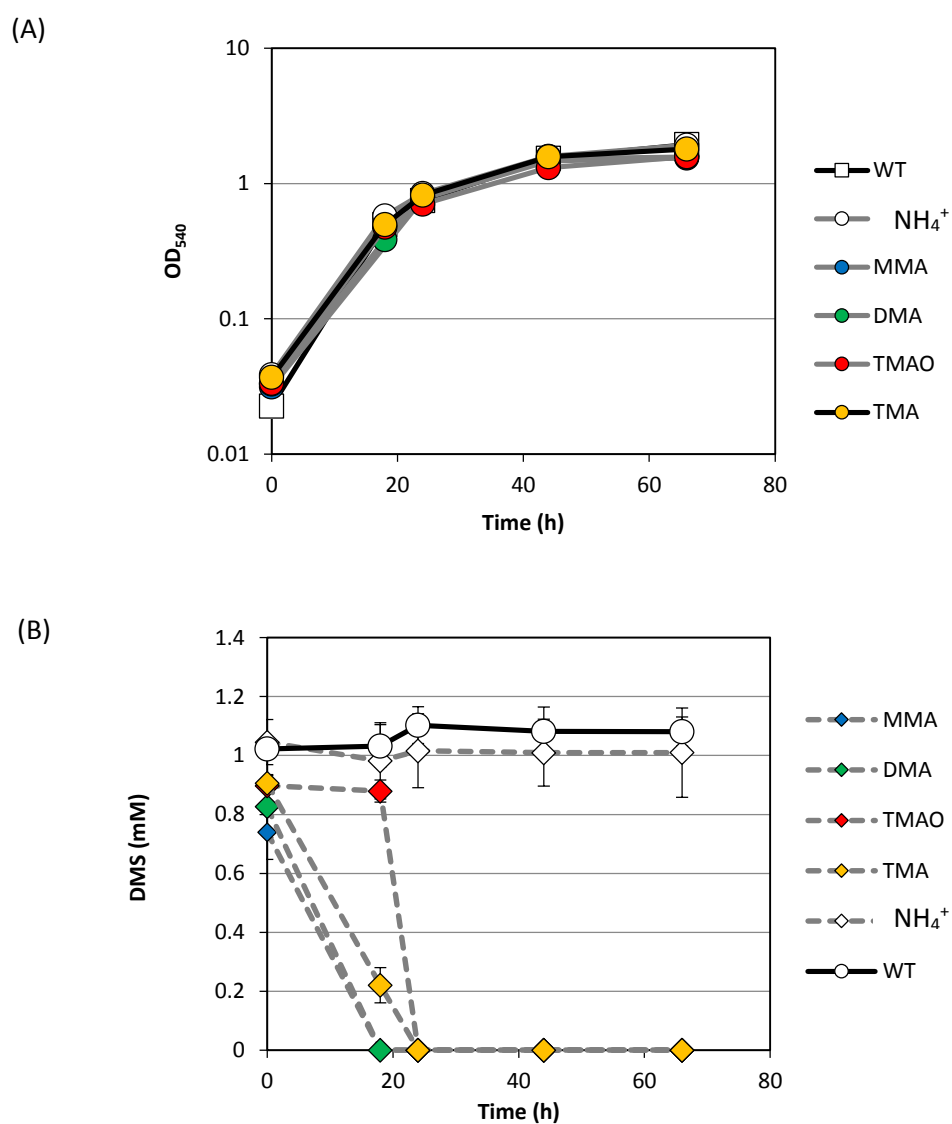 (A)
10
1
0.1
0.01
OD540
0
20
40
60
80
Time (h)
WT
NH4+
MMA
DMA
TMAO
TMA
(B)
1.4
1.2
1
0.8
0.6
0.4
0.2
0
DMS (mM)
0
20
40
60
80
Time (h)
MMA
DMA
TMAO
TMA
NH4+
WT